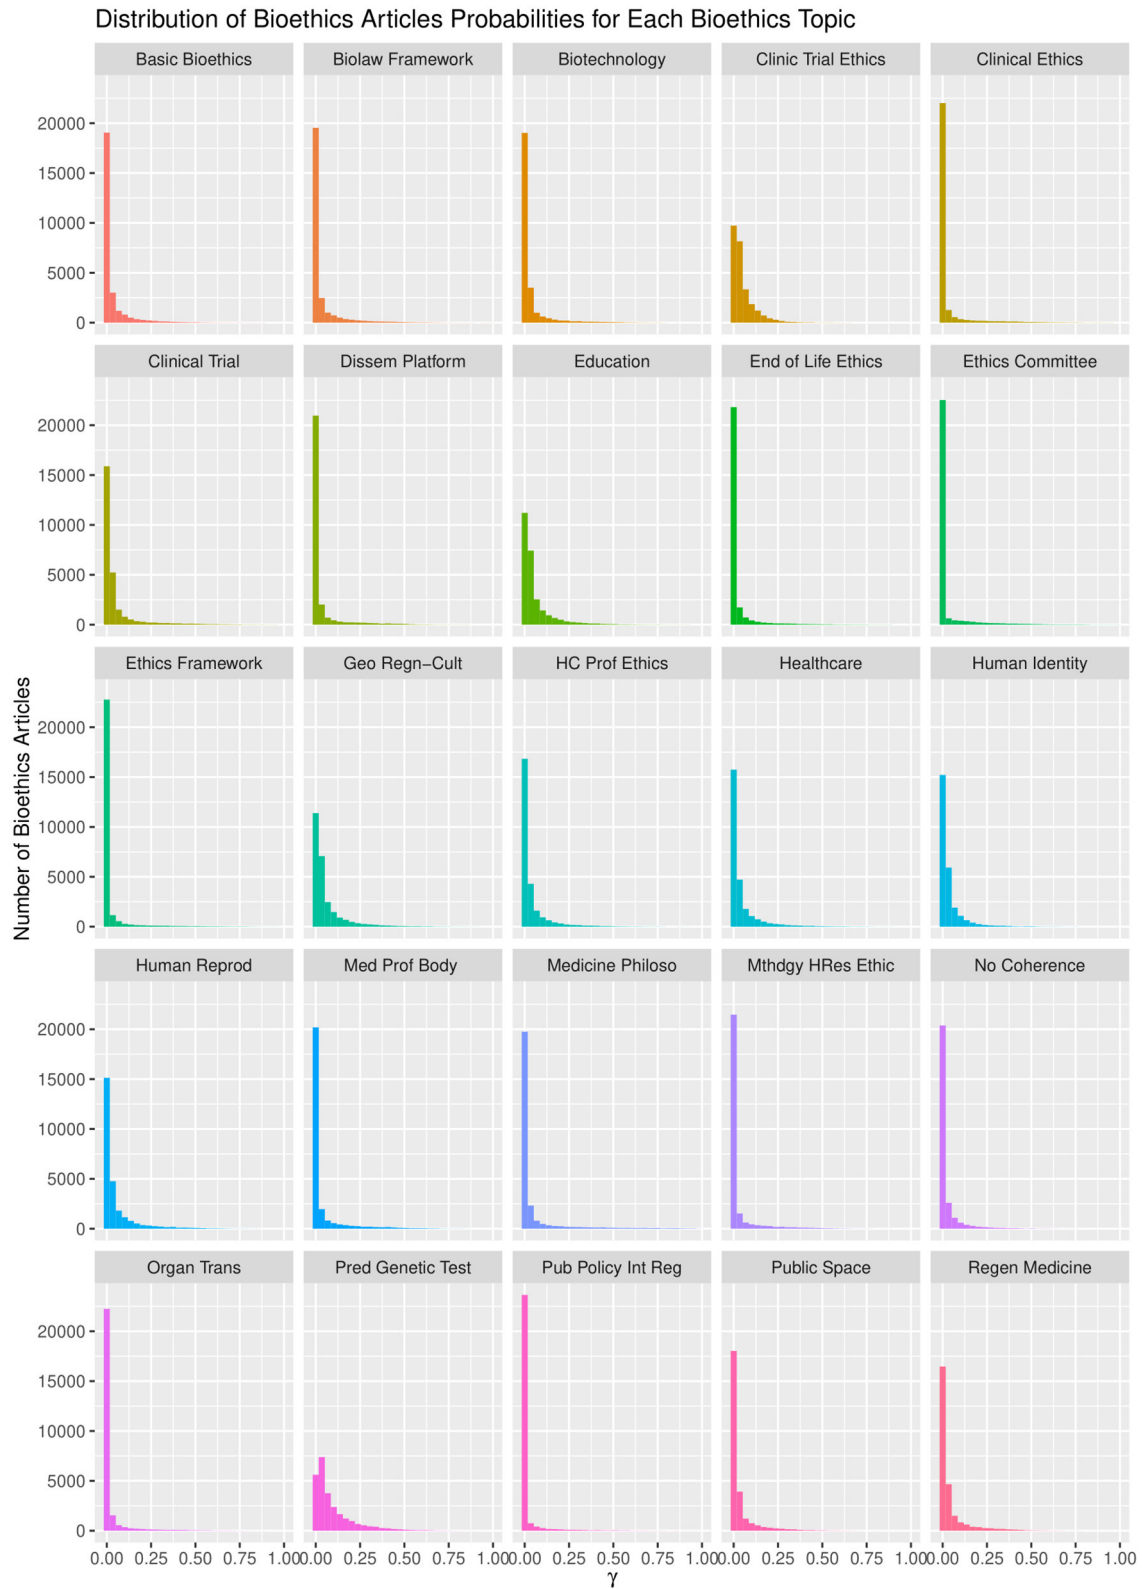 Distribution of Bioethics Articles Probabilities for Each Bioethics Topic
Basic Bioethics Biolaw Framework Biotechnology Clinic Trial Ethics Clinical Ethics
20000
15000
10000
5000
0
Clinical Trial Dissem Platform Education End of Life Ethics Ethics Committee
20000
15000
10000
5000
0
Ethics Framework Geo Regn−Cult HC Prof Ethics Healthcare Human Identity
20000
15000
10000
5000
0
Number of Bioethics Articles
Human Reprod Med Prof Body Medicine Philoso Mthdgy HRes Ethic No Coherence
20000
15000
10000
5000
0
Organ Trans Pred Genetic Test Pub Policy Int Reg Public Space Regen Medicine
20000
15000
10000
5000
0
0.00 0.25 0.50 0.75 1.00 0.00 0.25 0.50 0.75 1.00 0.00 0.25 0.50 0.75 1.00 0.00 0.25 0.50 0.75 1.00 0.00 0.25 0.50 0.75 1.00
γ